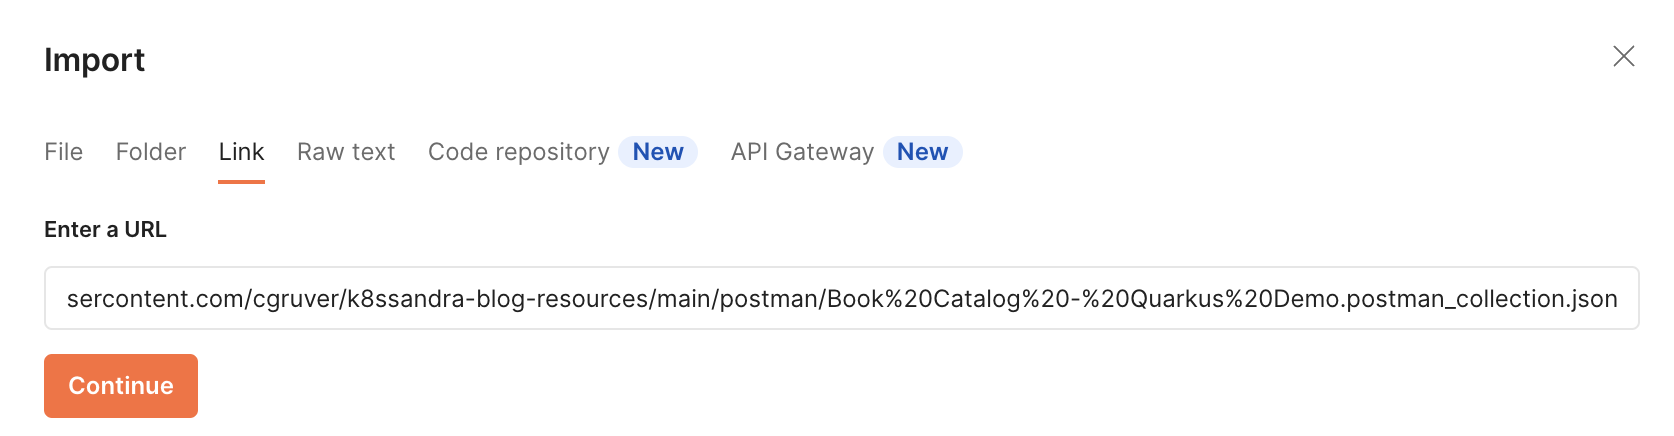 Import
File Folder Link Raw text Code repository New API Gateway New
Enter a URL
sercontent.com/cgruver/k8ssandra-blog-resources/main/postman/Book%20Catalog%20-%20Quarkus%20Demo.postman_collection.json
Continue